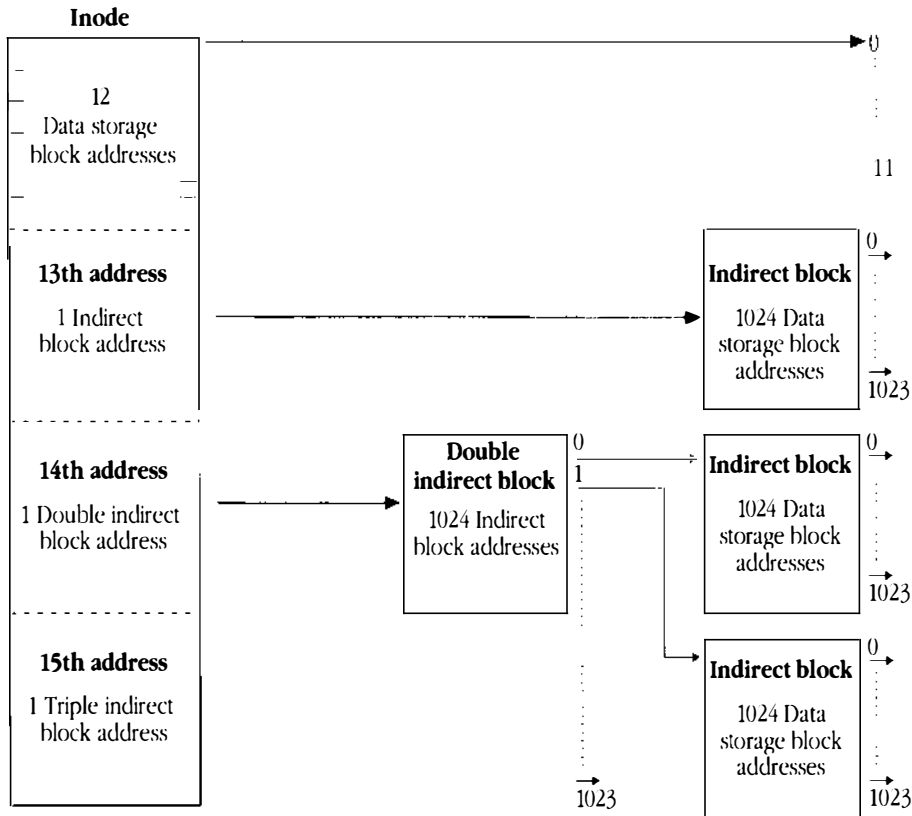 Inode
12
Data storage
block addresses
0
11
13th address
1 Indirect
block address
Indirect block
1024 Data
storage block
addresses
0
1023
14th address
1 Double indirect
block address
Double
indirect block
1024 Indirect
block addresses
0
1
1023
Indirect block
1024 Data
storage block
addresses
0
1023
15th address
1 Triple indirect
block address
Indirect block
1024 Data
storage block
addresses
0
1023